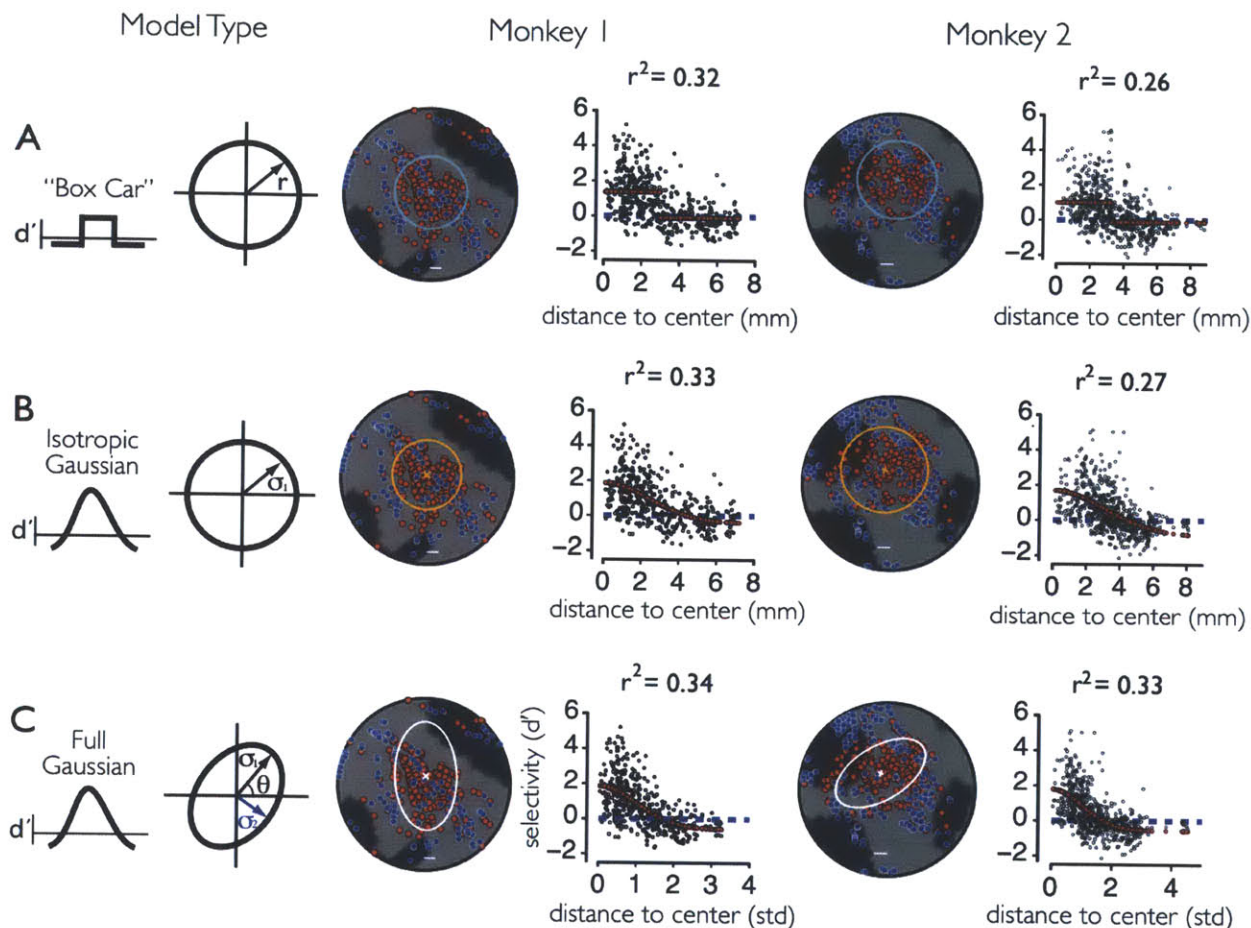 Model Type
Monkey 1
Monkey 2
A
"Box Car"
d'
r
r² = 0.32
6
4
2
0
−2
0 2 4 6 8
distance to center (mm)
r² = 0.26
6
4
2
0
−2
0 2 4 6 8
distance to center (mm)
B
Isotropic
Gaussian
d'
σ₁
r² = 0.33
6
4
2
0
−2
0 2 4 6 8
distance to center (mm)
r² = 0.27
6
4
2
0
−2
0 2 4 6 8
distance to center (mm)
C
Full
Gaussian
d'
σ₁
θ
σ₂
r² = 0.34
selectivity (d')
6
4
2
0
−2
0 1 2 3 4
distance to center (std)
r² = 0.33
6
4
2
0
−2
0 2 4
distance to center (std)